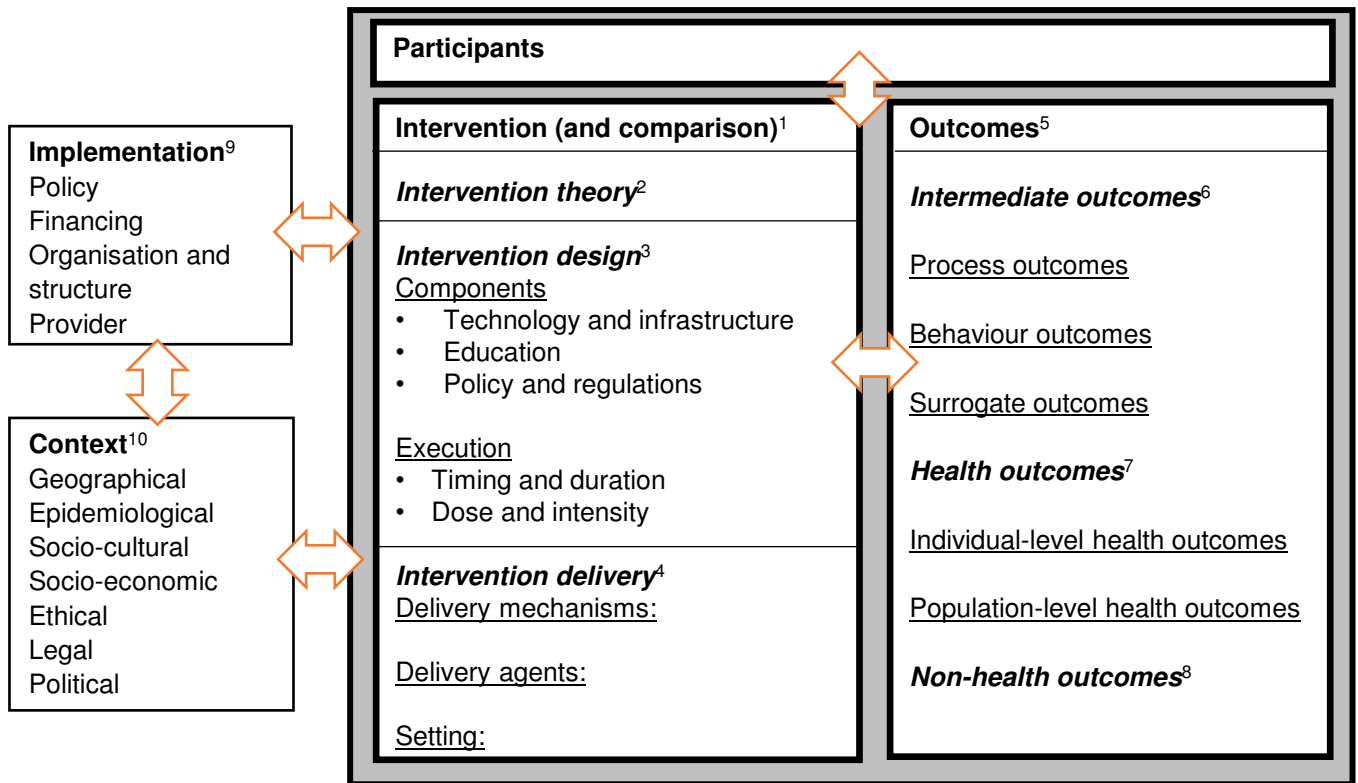 Participants
Implementation⁹
Policy
Financing
Organisation and
structure
Provider
Context¹⁰
Geographical
Epidemiological
Socio-cultural
Socio-economic
Ethical
Legal
Political
Intervention (and comparison)¹
Intervention theory²
Intervention design³
Components
• Technology and infrastructure
• Education
• Policy and regulations
Execution
• Timing and duration
• Dose and intensity
Intervention delivery⁴
Delivery mechanisms:
Delivery agents:
Setting:
Outcomes⁵
Intermediate outcomes⁶
Process outcomes
Behaviour outcomes
Surrogate outcomes
Health outcomes⁷
Individual-level health outcomes
Population-level health outcomes
Non-health outcomes⁸